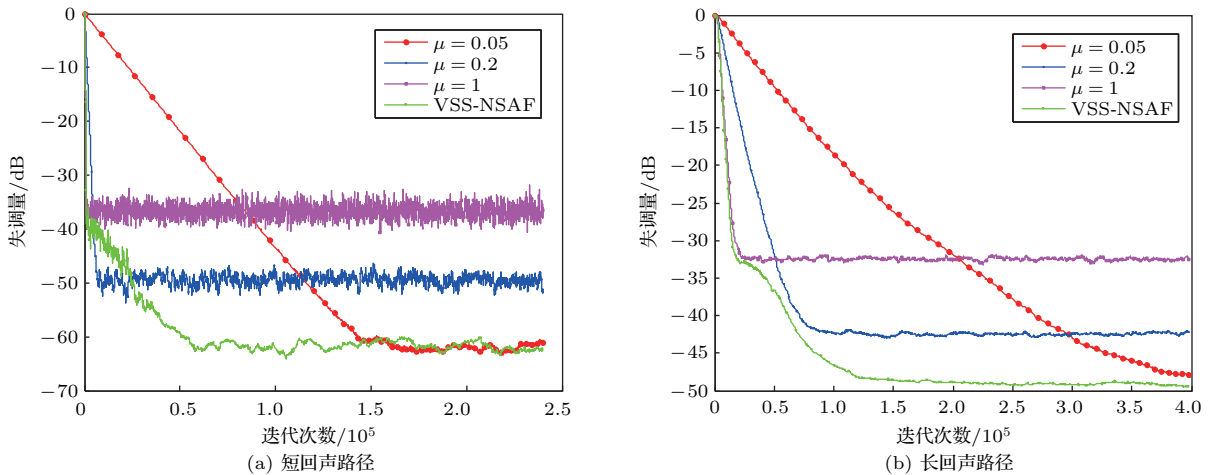 0
−10
−20
−30
−40
−50
−60
−70
失调量/dB
μ = 0.05
μ = 0.2
μ = 1
VSS-NSAF
0 0.5 1.0 1.5 2.0 2.5
迭代次数/10⁵
(a) 短回声路径
0
−5
−10
−15
−20
−25
−30
−35
−40
−45
−50
失调量/dB
μ = 0.05
μ = 0.2
μ = 1
VSS-NSAF
0 0.5 1.0 1.5 2.0 2.5 3.0 3.5 4.0
迭代次数/10⁵
(b) 长回声路径